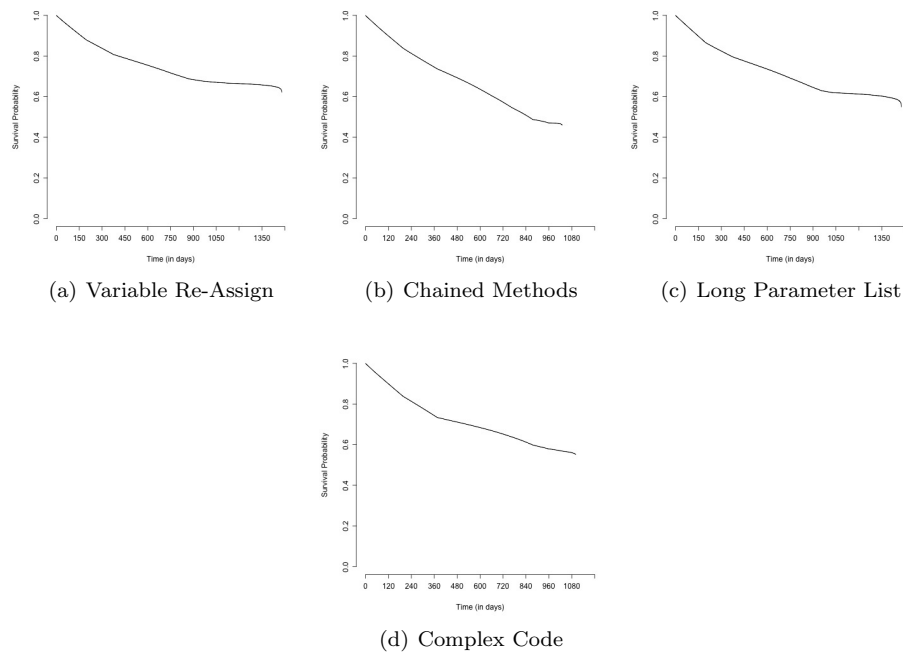 1.0
0.8
0.6
0.4
0.2
0.0
Survival Probability
0 150 300 450 600 750 900 1050 1350
Time (in days)
(a) Variable Re-Assign
1.0
0.8
0.6
0.4
0.2
0.0
Survival Probability
0 120 240 360 480 600 720 840 960 1080
Time (in days)
(b) Chained Methods
1.0
0.8
0.6
0.4
0.2
0.0
Survival Probability
0 150 300 450 600 750 900 1050 1350
Time (in days)
(c) Long Parameter List
1.0
0.8
0.6
0.4
0.2
0.0
Survival Probability
0 120 240 360 480 600 720 840 960 1080
Time (in days)
(d) Complex Code